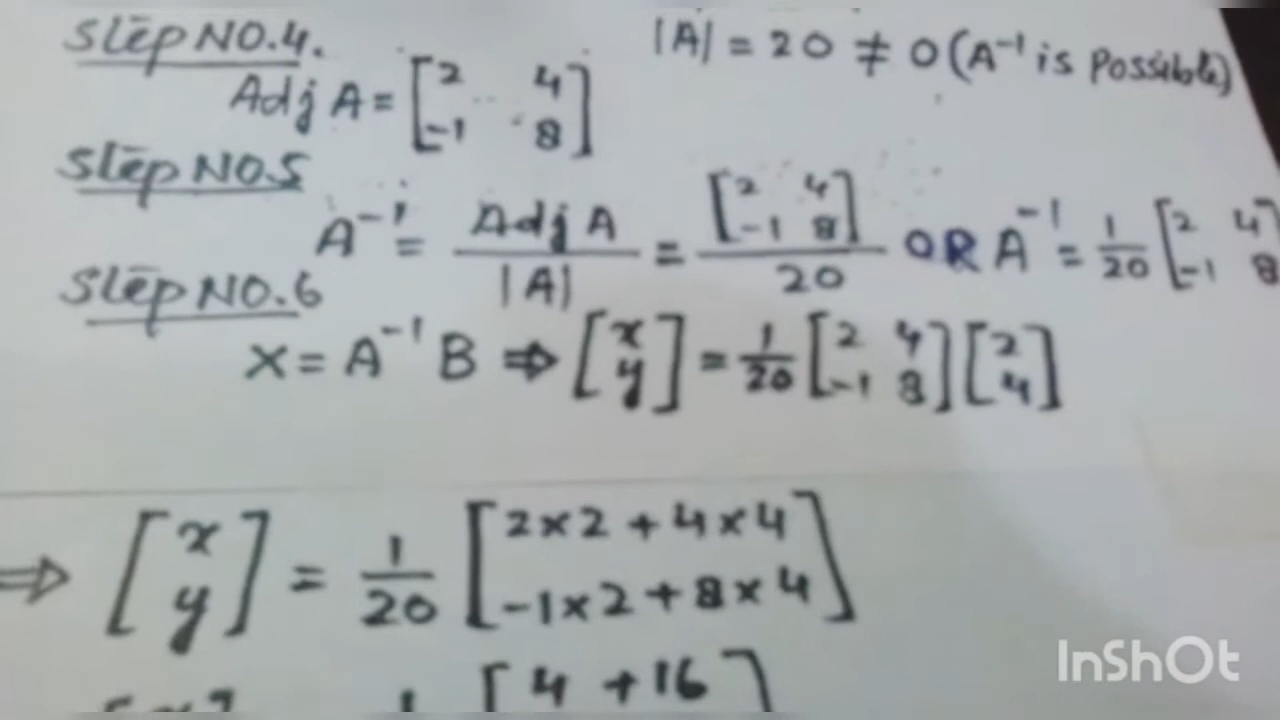 Step NO.4. |A| = 20 ≠ 0 (A⁻¹ is Possible)
Adj A = [2 4
-1 8]
Step NO.5
A⁻¹ = Adj A / |A| = [2 4 / -1 8] / 20 OR A⁻¹ = 1/20 [2 4 / -1 8
Step NO.6
X = A⁻¹ B ⇒ [x / y] = 1/20 [2 4 / -1 8] [2 / 4]
⇒ [x / y] = 1/20 [2×2 + 4×4 / -1×2 + 8×4]
[4 + 16]
InShOt